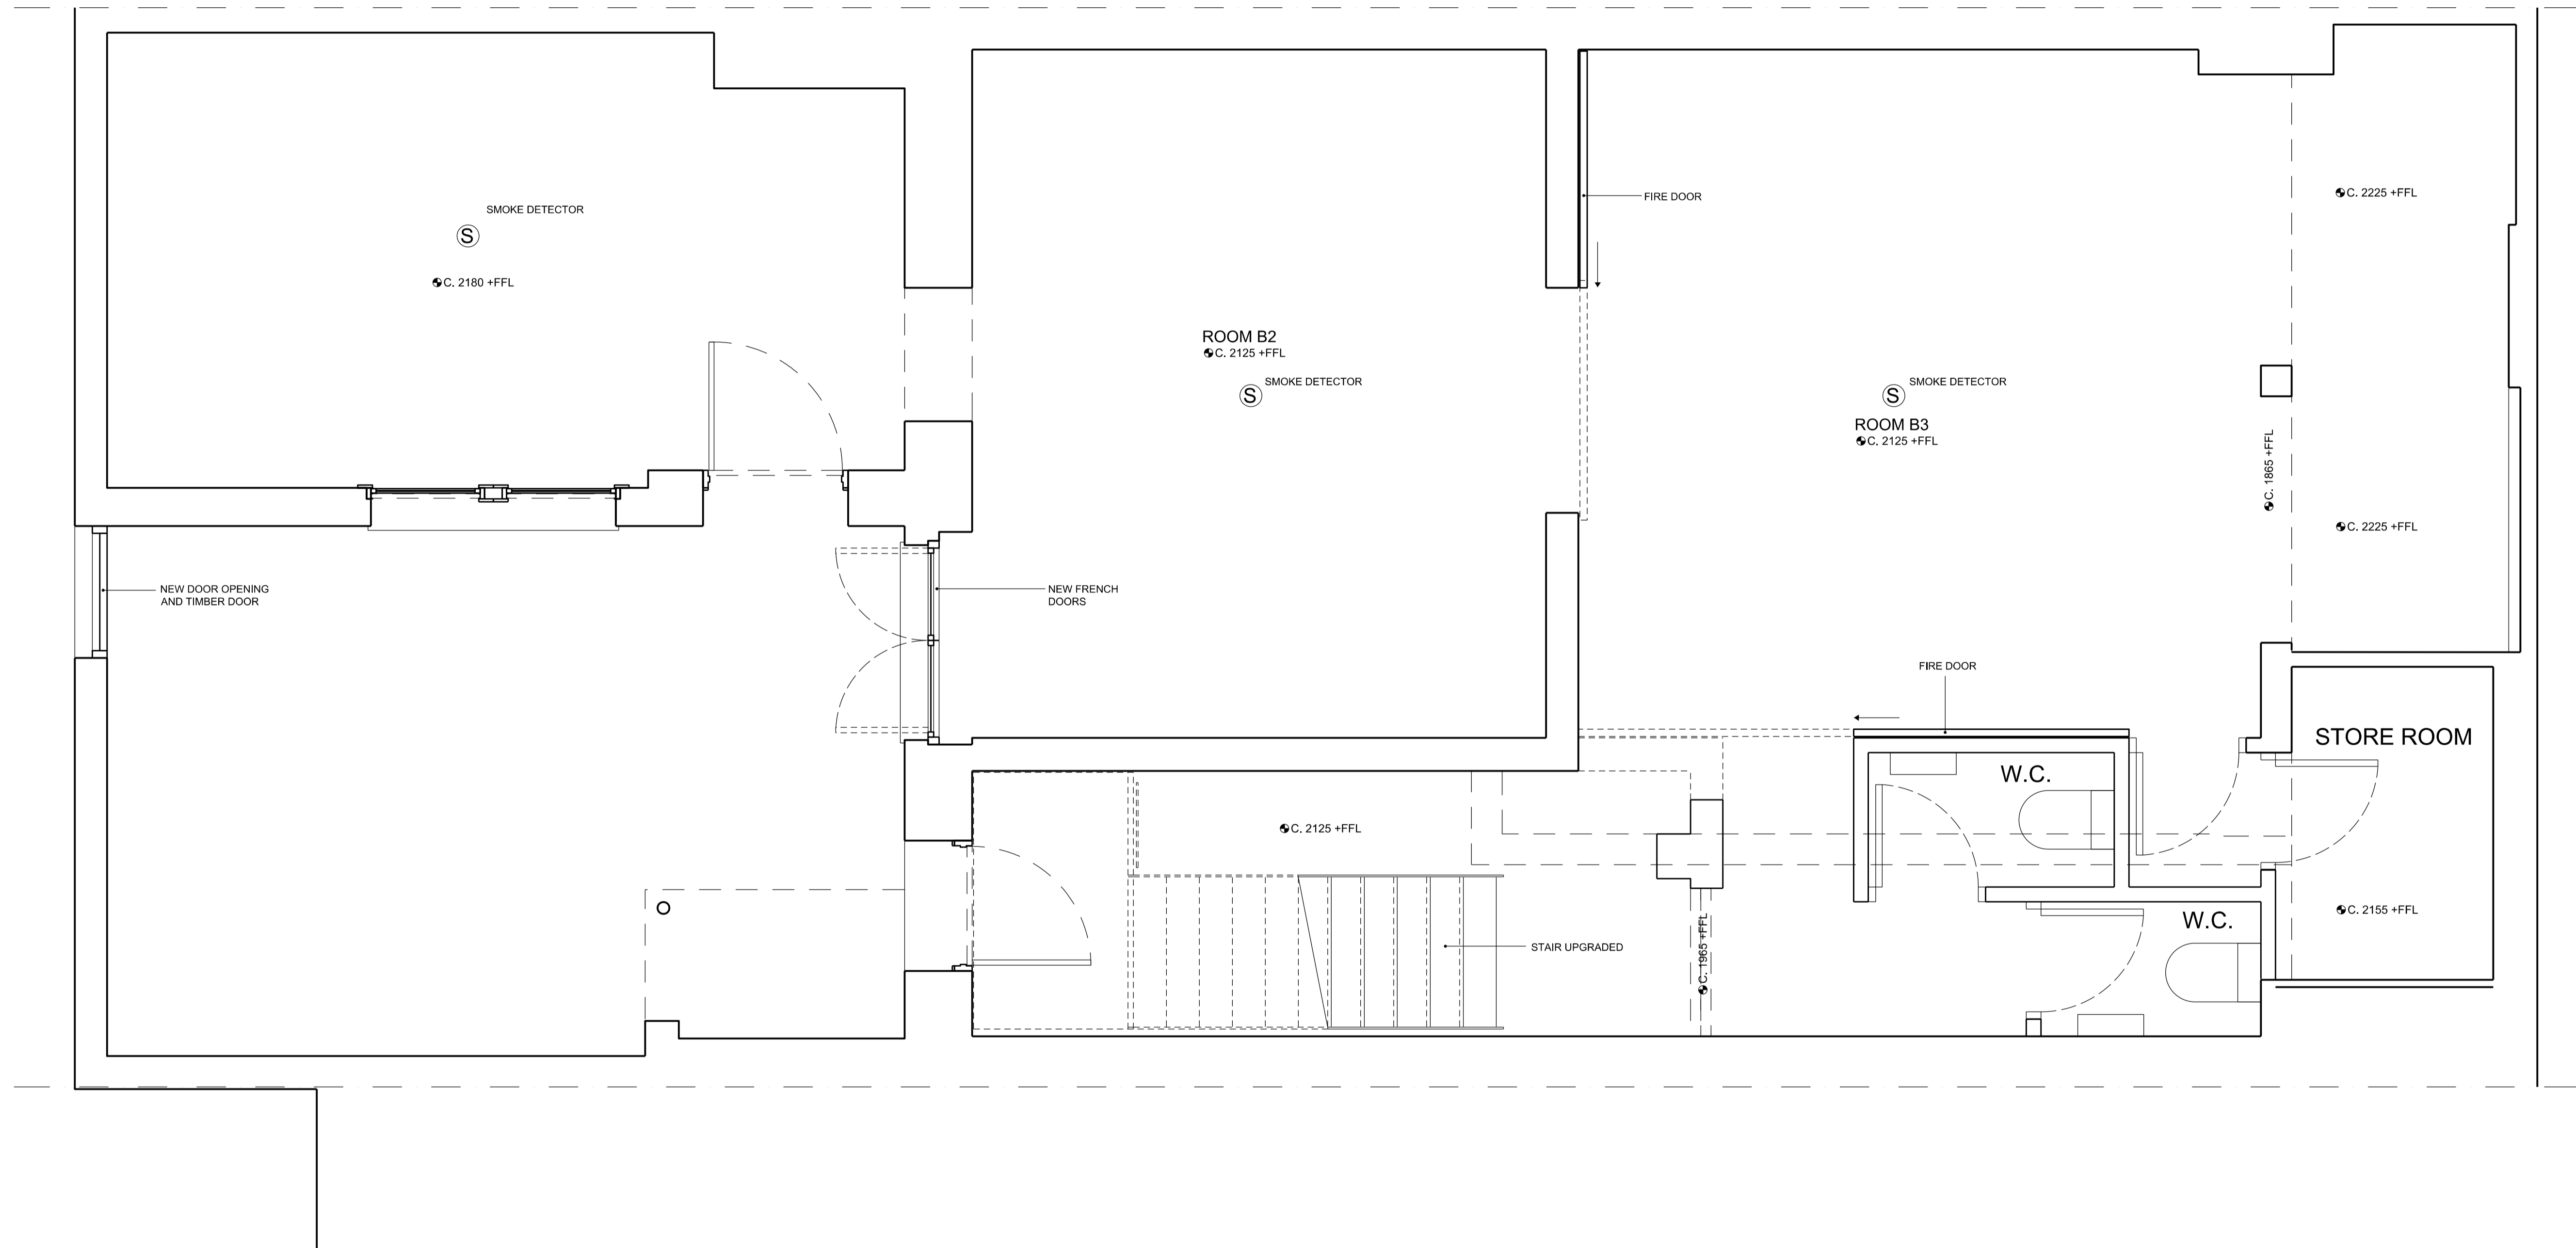 SMOKE DETECTOR
S
C. 2180 +FFL
NEW DOOR OPENING
AND TIMBER DOOR
NEW FRENCH
DOORS
ROOM B2
C. 2125 +FFL
SMOKE DETECTOR
S
FIRE DOOR
SMOKE DETECTOR
S
ROOM B3
C. 2125 +FFL
C. 2225 +FFL
C. 1865 +FFL
C. 2225 +FFL
FIRE DOOR
STORE ROOM
W.C.
C. 2125 +FFL
C. 2155 +FFL
W.C.
STAIR UPGRADED
C. 1965 +FFL